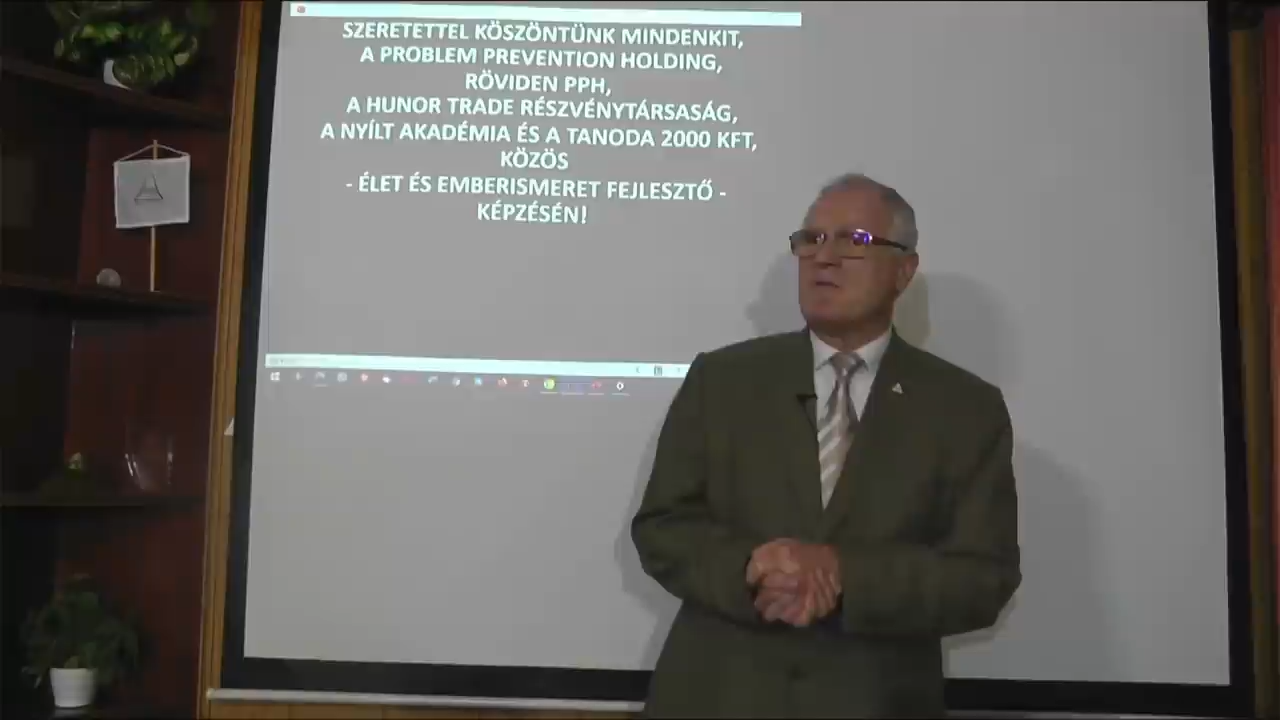 SZERETETTEL KÖSZÖNTÜNK MINDENKIT,
A PROBLEM PREVENTION HOLDING,
RÖVIDEN PPH,
A HUNOR TRADE RÉSZVÉNYTÁRSASÁG,
A NYÍLT AKADÉMIA ÉS A TANODA 2000 KFT,
KÖZÖS
- ÉLET ÉS EMBERISMERET FEJLESZTŐ -
KÉPZÉSÉN!